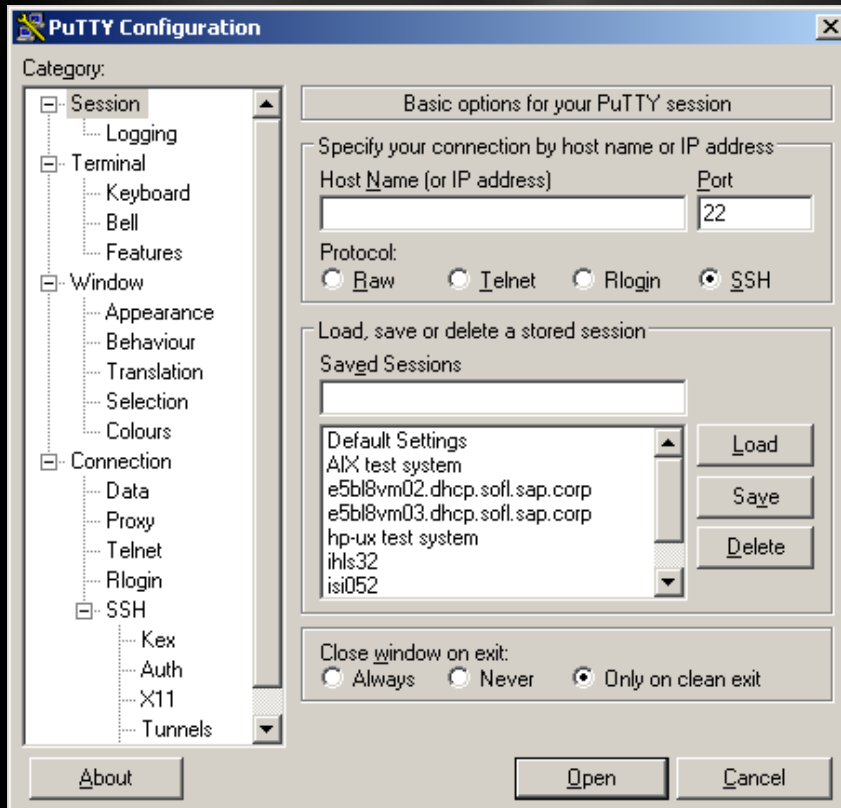 PuTTY Configuration
Category:
Session
Logging
Terminal
Keyboard
Bell
Features
Window
Appearance
Behaviour
Translation
Selection
Colours
Connection
Data
Proxy
Telnet
Rlogin
SSH
Kex
Auth
X11
Tunnels
Basic options for your PuTTY session
Specify your connection by host name or IP address
Host Name (or IP address) Port
22
Protocol:
Raw Telnet Rlogin SSH
Load, save or delete a stored session
Saved Sessions
Default Settings
AIX test system
e5bl8vm02.dhcp.sofl.sap.corp
e5bl8vm03.dhcp.sofl.sap.corp
hp-ux test system
ihls32
isi052
Load
Save
Delete
Close window on exit:
Always Never Only on clean exit
About Open Cancel